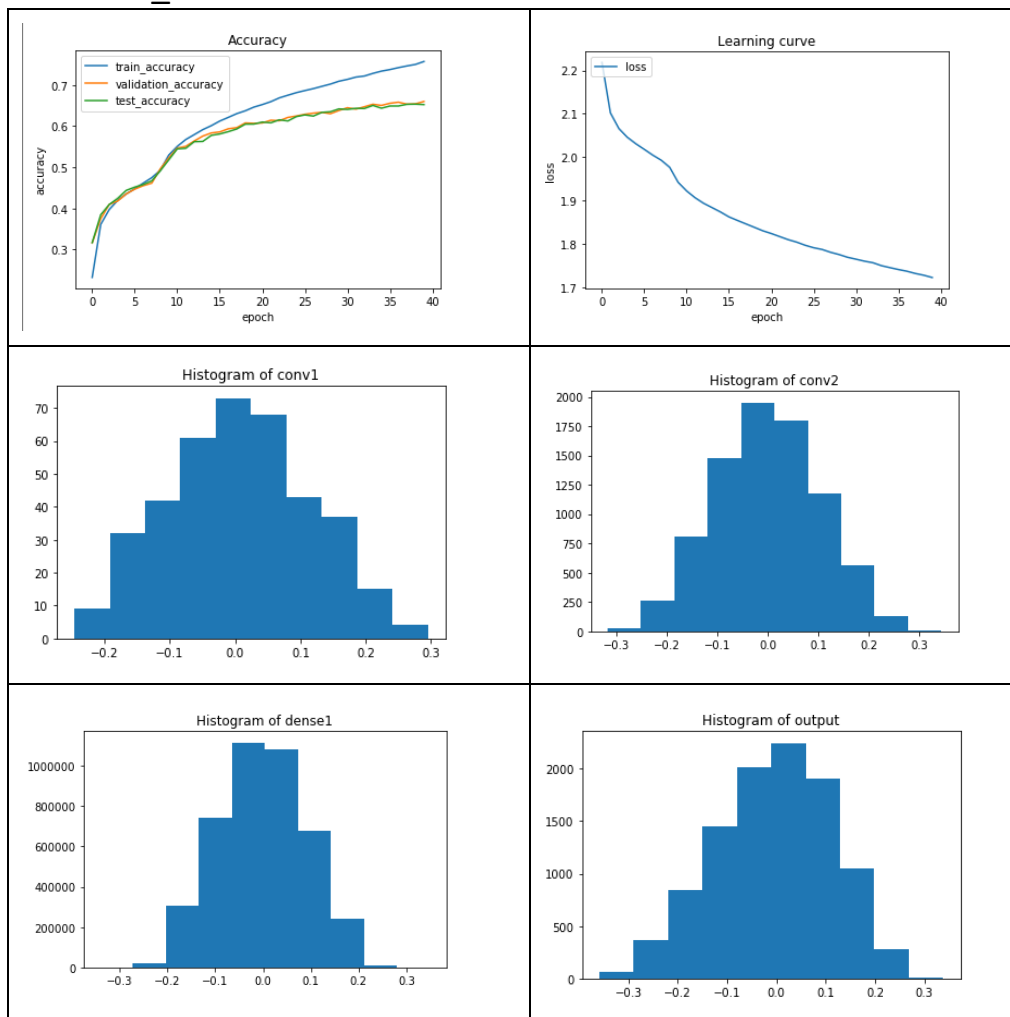 _
Accuracy
train_accuracy
validation_accuracy
test_accuracy
0.7
0.6
0.5
0.4
0.3
accuracy
0 5 10 15 20 25 30 35 40
epoch
Learning curve
loss
2.2
2.1
2.0
1.9
1.8
1.7
loss
0 5 10 15 20 25 30 35 40
epoch
Histogram of conv1
70
60
50
40
30
20
10
0
−0.2 −0.1 0.0 0.1 0.2 0.3
Histogram of conv2
2000
1750
1500
1250
1000
750
500
250
0
−0.3 −0.2 −0.1 0.0 0.1 0.2 0.3
Histogram of dense1
1000000
800000
600000
400000
200000
0
−0.3 −0.2 −0.1 0.0 0.1 0.2 0.3
Histogram of output
2000
1500
1000
500
0
−0.3 −0.2 −0.1 0.0 0.1 0.2 0.3